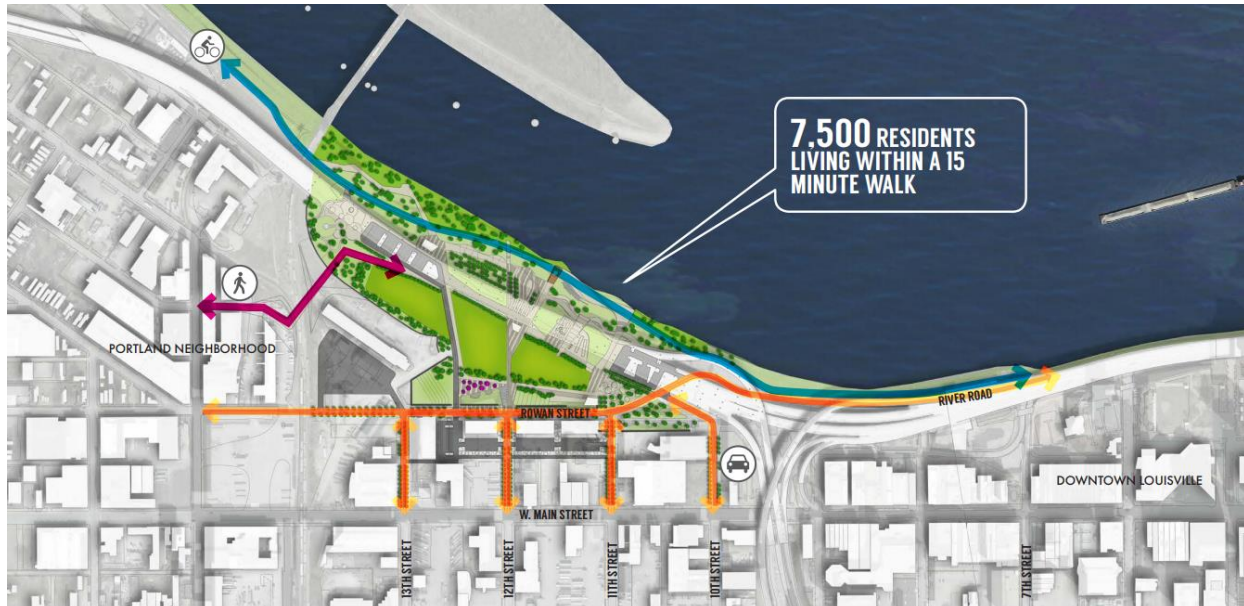 7,500 RESIDENTS
LIVING WITHIN A 15
MINUTE WALK
PORTLAND NEIGHBORHOOD
RIVER ROAD
ROWAN STREET
DOWNTOWN LOUISVILLE
W. MAIN STREET
13TH STREET
12TH STREET
11TH STREET
10TH STREET
7TH STREET